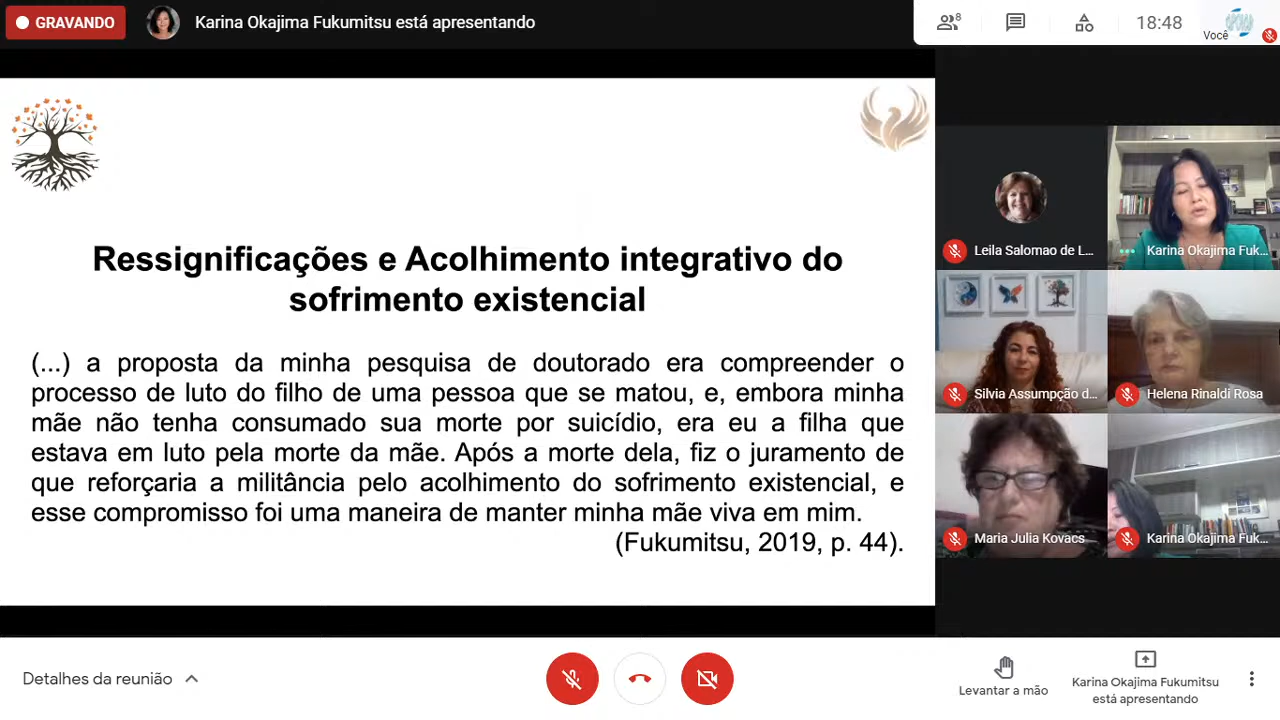 GRAVANDO
Karina Okajima Fukumitsu está apresentando
8
18:48
Você
Ressignificações e Acolhimento integrativo do
sofrimento existencial
(...) a proposta da minha pesquisa de doutorado era compreender o
processo de luto do filho de uma pessoa que se matou, e, embora minha
mãe não tenha consumado sua morte por suicídio, era eu a filha que
estava em luto pela morte da mãe. Após a morte dela, fiz o juramento de
que reforçaria a militância pelo acolhimento do sofrimento existencial, e
esse compromisso foi uma maneira de manter minha mãe viva em mim.
(Fukumitsu, 2019, p. 44).
Leila Salomao de L...
Karina Okajima Fuk...
Silvia Assumpção d...
Helena Rinaldi Rosa
Maria Julia Kovacs
Karina Okajima Fuk...
Detalhes da reunião
Levantar a mão
Karina Okajima Fukumitsu
está apresentando